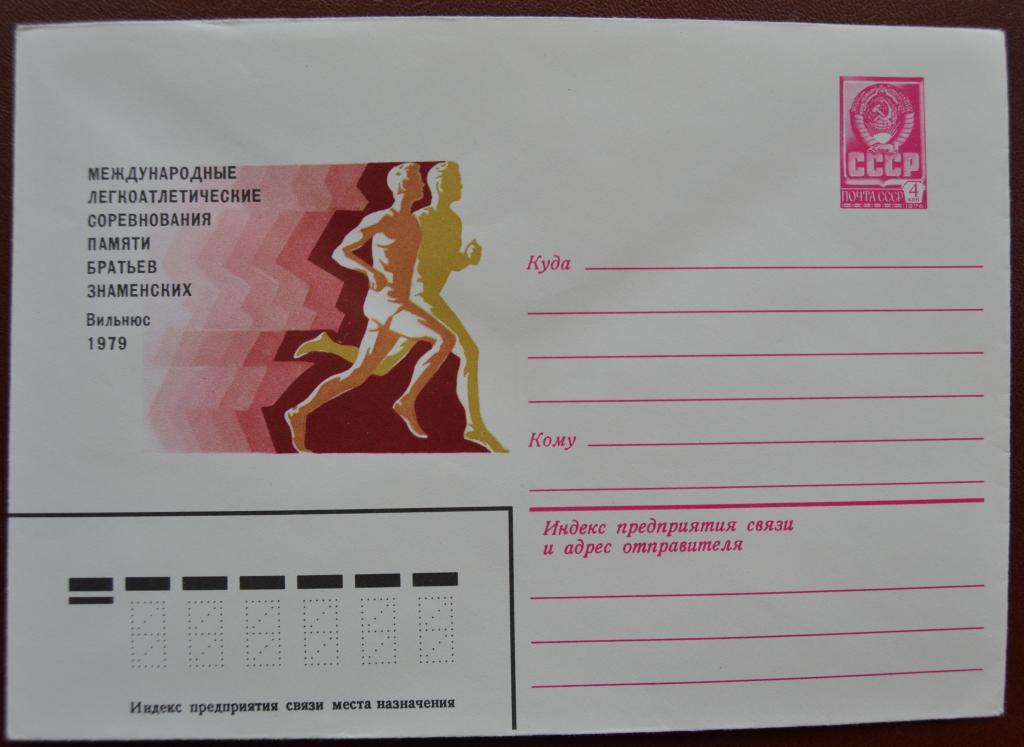 МЕЖДУНАРОДНЫЕ
ЛЕГКОАТЛЕТИЧЕСКИЕ
СОРЕВНОВАНИЯ
ПАМЯТИ
БРАТЬЕВ
ЗНАМЕНСКИХ
Вильнюс
1979
СССР
ПОЧТА СССР 4
КОП
1976
Куда
Кому
Индекс предприятия связи
и адрес отправителя
Индекс предприятия связи места назначения